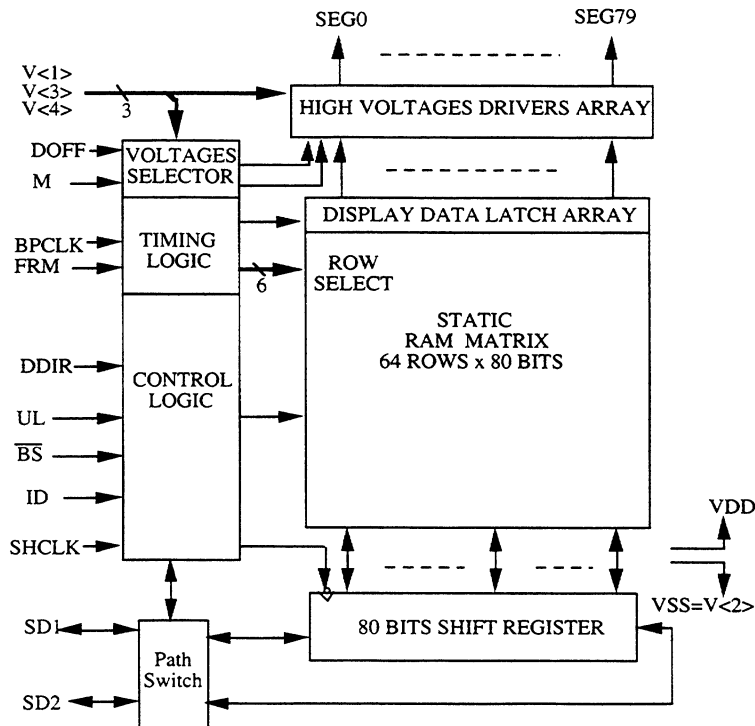 SEG0
SEG79
V<1>
V<3>
V<4>
3
HIGH VOLTAGES DRIVERS ARRAY
DOFF
M
VOLTAGES
SELECTOR
DISPLAY DATA LATCH ARRAY
BPCLK
FRM
TIMING
LOGIC
6
ROW
SELECT
STATIC
RAM MATRIX
64 ROWS x 80 BITS
DDIR
UL
B̅S̅
ID
SHCLK
CONTROL
LOGIC
VDD
VSS=V<2>
80 BITS SHIFT REGISTER
SD1
SD2
Path
Switch